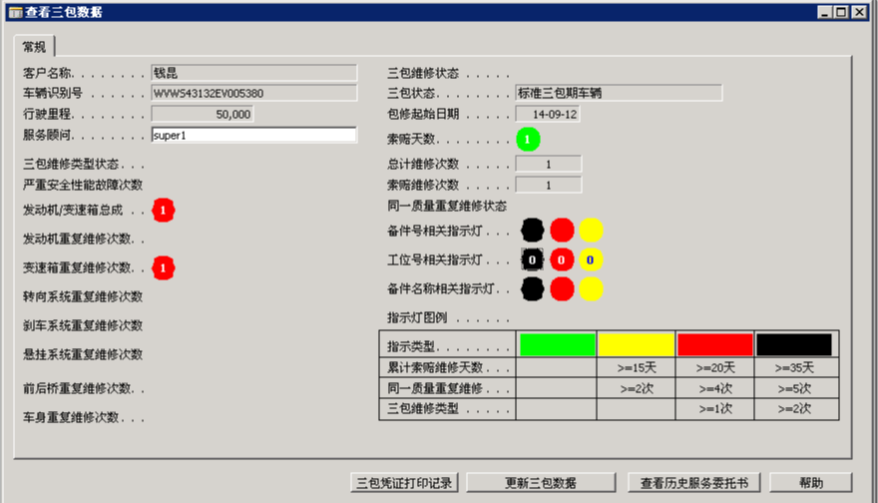 查看三包数据
常规
客户名称. . . . . . . . 钱昆
车辆识别号 . . . . . . WVWS43132EV005380
行驶里程. . . . . . . . 50,000
服务顾问. . . . . . . . super1
三包维修类型状态. . .
严重安全性能故障次数
发动机/变速箱总成 . . 1
发动机重复维修次数. .
变速箱重复维修次数. . 1
转向系统重复维修次数
刹车系统重复维修次数
悬挂系统重复维修次数
前后桥重复维修次数. .
车身重复维修次数. . .
三包维修状态 . . . . .
三包状态. . . . . . . . 标准三包期车辆
包修起始日期 . . . . . 14-09-12
索赔天数. . . . . . . . 1
总计维修次数 . . . . . 1
索赔维修次数 . . . . . 1
同一质量重复维修状态
备件号相关指示灯. . .
工位号相关指示灯. . . 0 0 0
备件名称相关指示灯. .
指示灯图例 . . . . . .
指示类型. . . . . . . .
累计索赔维修天数. . . >=15天 >=20天 >=35天
同一质量重复维修. . . >=2次 >=4次 >=5次
三包维修类型 . . . . . >=1次 >=2次
三包凭证打印记录 更新三包数据 查看历史服务委托书 帮助